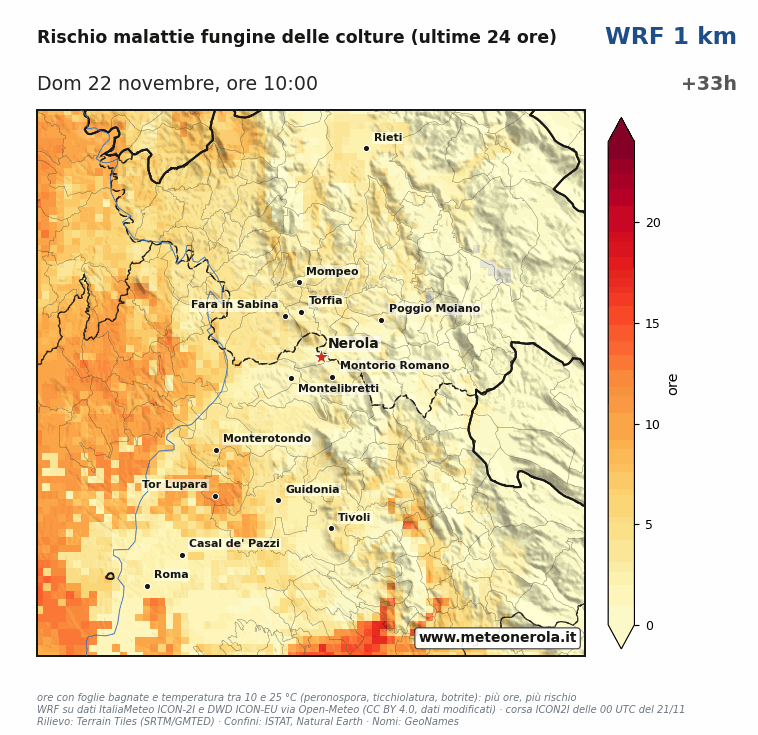 Rischio malattie fungine delle colture (ultime 24 ore)
WRF 1 km
Dom 22 novembre, ore 10:00
+33h
Rieti
Mompeo
Fara in Sabina
Toffia
Poggio Moiano
Nerola
Montorio Romano
Montelibretti
Monterotondo
Tor Lupara
Guidonia
Tivoli
Casal de' Pazzi
Roma
www.meteonerola.it
20
15
10
5
0
ore
ore con foglie bagnate e temperatura tra 10 e 25 °C (peronospora, ticchiolatura, botrite): più ore, più rischio
WRF su dati ItaliaMeteo ICON-2I e DWD ICON-EU via Open-Meteo (CC BY 4.0, dati modificati) · corsa ICON2I delle 00 UTC del 21/11
Rilievo: Terrain Tiles (SRTM/GMTED) · Confini: ISTAT, Natural Earth · Nomi: GeoNames